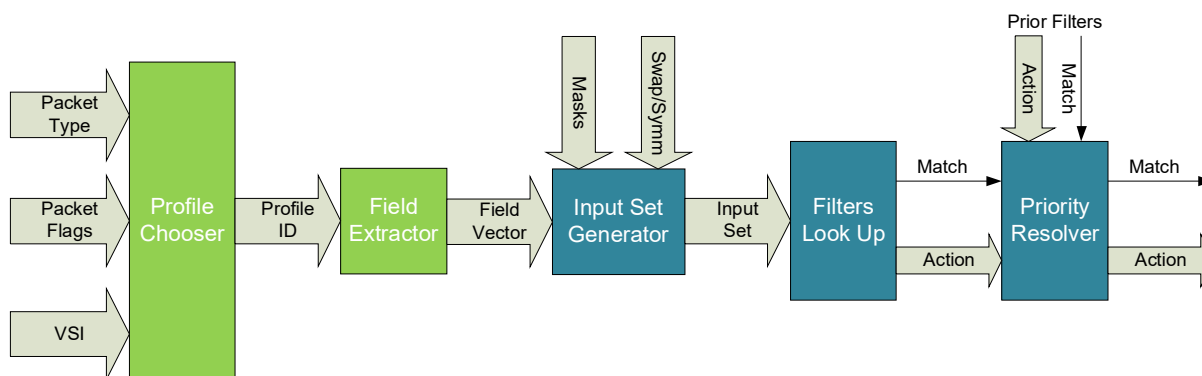 Prior Filters
Masks
Swap/Symm
Action
Match
Packet
Type
Packet
Flags
VSI
Profile
Chooser
Profile
ID
Field
Extractor
Field
Vector
Input Set
Generator
Input
Set
Filters
Look Up
Match
Action
Priority
Resolver
Match
Action